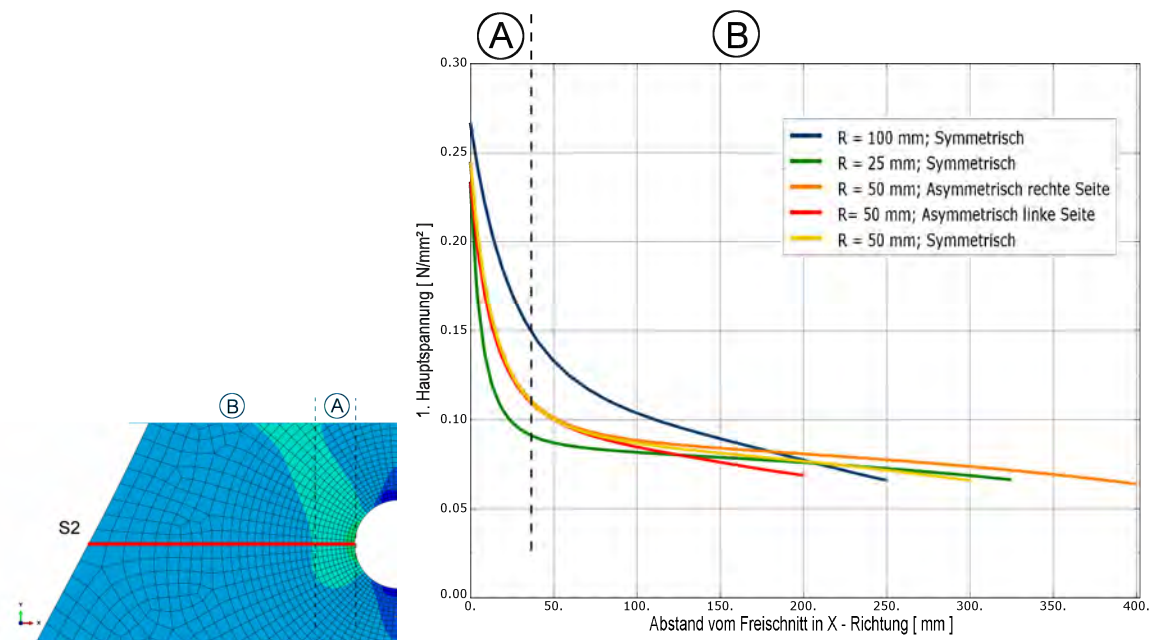 A
B
0.30
0.25
0.20
0.15
0.10
0.05
0.00
1. Hauptspannung [ N/mm² ]
R = 100 mm; Symmetrisch
R = 25 mm; Symmetrisch
R = 50 mm; Asymmetrisch rechte Seite
R= 50 mm; Asymmetrisch linke Seite
R = 50 mm; Symmetrisch
0. 50. 100. 150. 200. 250. 300. 350. 400.
Abstand vom Freischnitt in X - Richtung [ mm ]
B
A
S2
Y
X